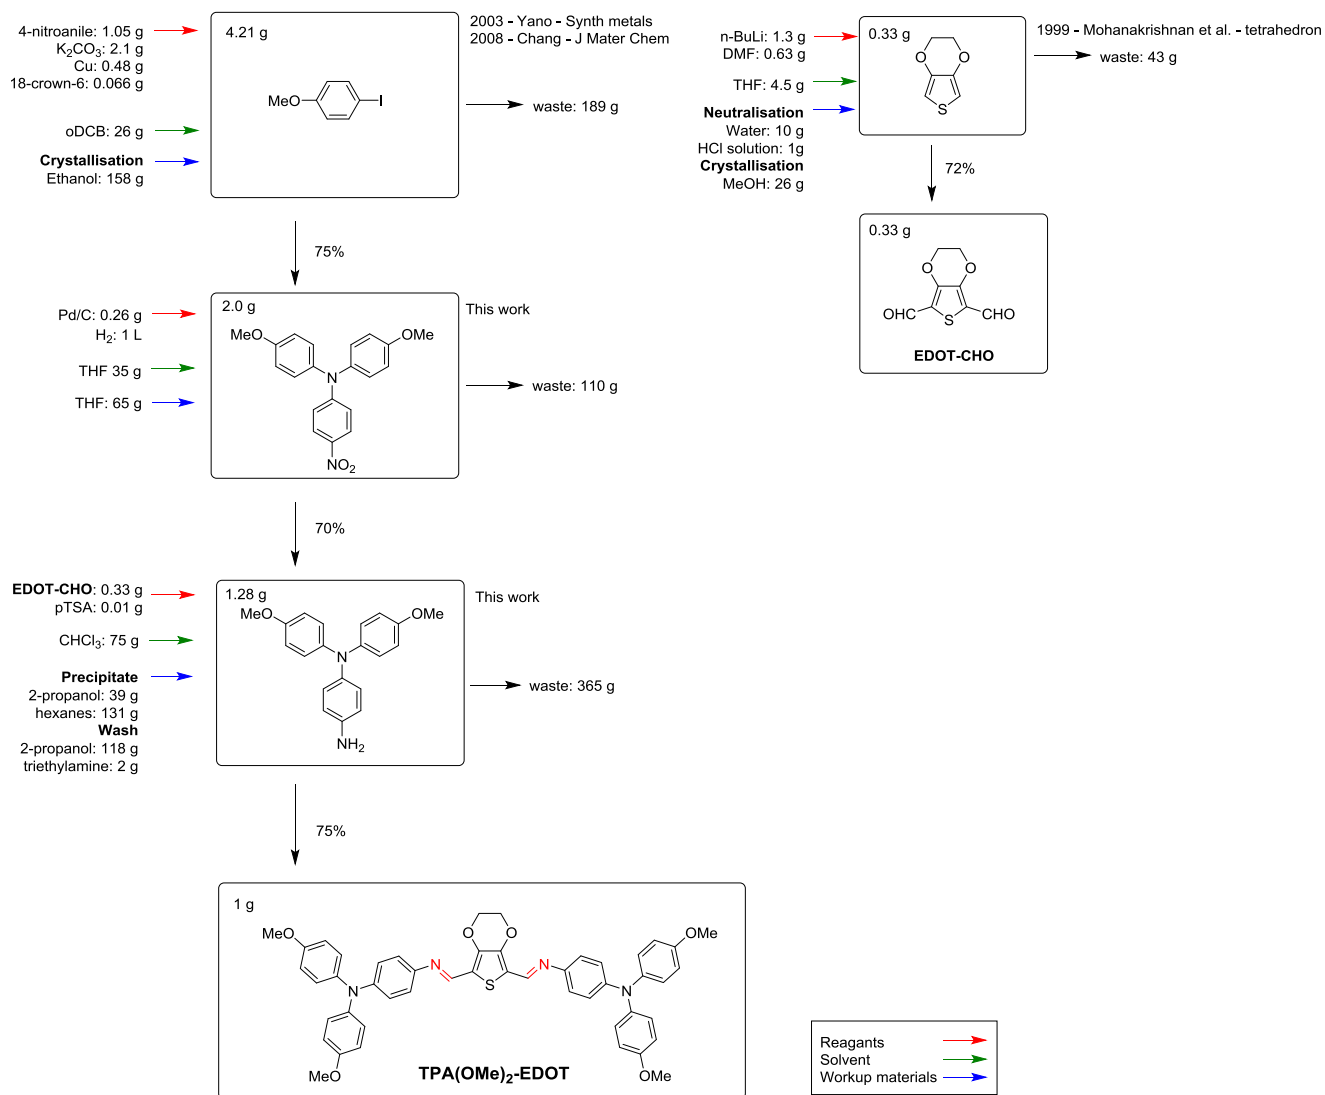 4-nitroanile: 1.05 g
K2CO3: 2.1 g
Cu: 0.48 g
18-crown-6: 0.066 g
oDCB: 26 g
Crystallisation
Ethanol: 158 g
4.21 g
MeO
I
2003 - Yano - Synth metals
2008 - Chang - J Mater Chem
waste: 189 g
75%
Pd/C: 0.26 g
H2: 1 L
THF 35 g
THF: 65 g
2.0 g
MeO
OMe
N
NO2
This work
waste: 110 g
70%
EDOT-CHO: 0.33 g
pTSA: 0.01 g
CHCl3: 75 g
Precipitate
2-propanol: 39 g
hexanes: 131 g
Wash
2-propanol: 118 g
triethylamine: 2 g
1.28 g
MeO
OMe
N
NH2
This work
waste: 365 g
75%
1 g
MeO
N
N
MeO
O
O
S
N
N
OMe
OMe
TPA(OMe)2-EDOT
n-BuLi: 1.3 g
DMF: 0.63 g
THF: 4.5 g
Neutralisation
Water: 10 g
HCl solution: 1g
Crystallisation
MeOH: 26 g
0.33 g
O
O
S
1999 - Mohanakrishnan et al. - tetrahedron
waste: 43 g
72%
0.33 g
O
O
OHC
S
CHO
EDOT-CHO
Reagants
Solvent
Workup materials